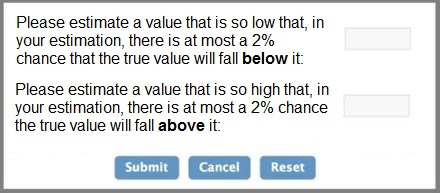 Please estimate a value that is so low that, in
your estimation, there is at most a 2%
chance that the true value will fall below it:
Please estimate a value that is so high that, in
your estimation, there is at most a 2% chance
the true value will fall above it:
Submit Cancel Reset